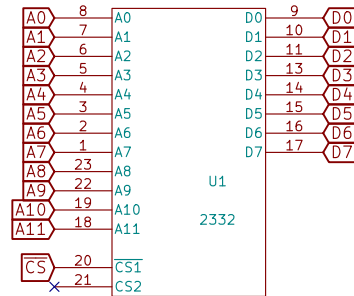 A0 8 A0 D0 9 D0
A1 7 A1 D1 10 D1
A2 6 A2 D2 11 D2
A3 5 A3 D3 13 D3
A4 4 A4 D4 14 D4
A5 3 A5 D5 15 D5
A6 2 A6 D6 16 D6
A7 1 A7 D7 17 D7
A8 23 A8
A9 22 A9 U1
A10 19 A10
A11 18 A11 2332
CS 20 CS1
21 CS2